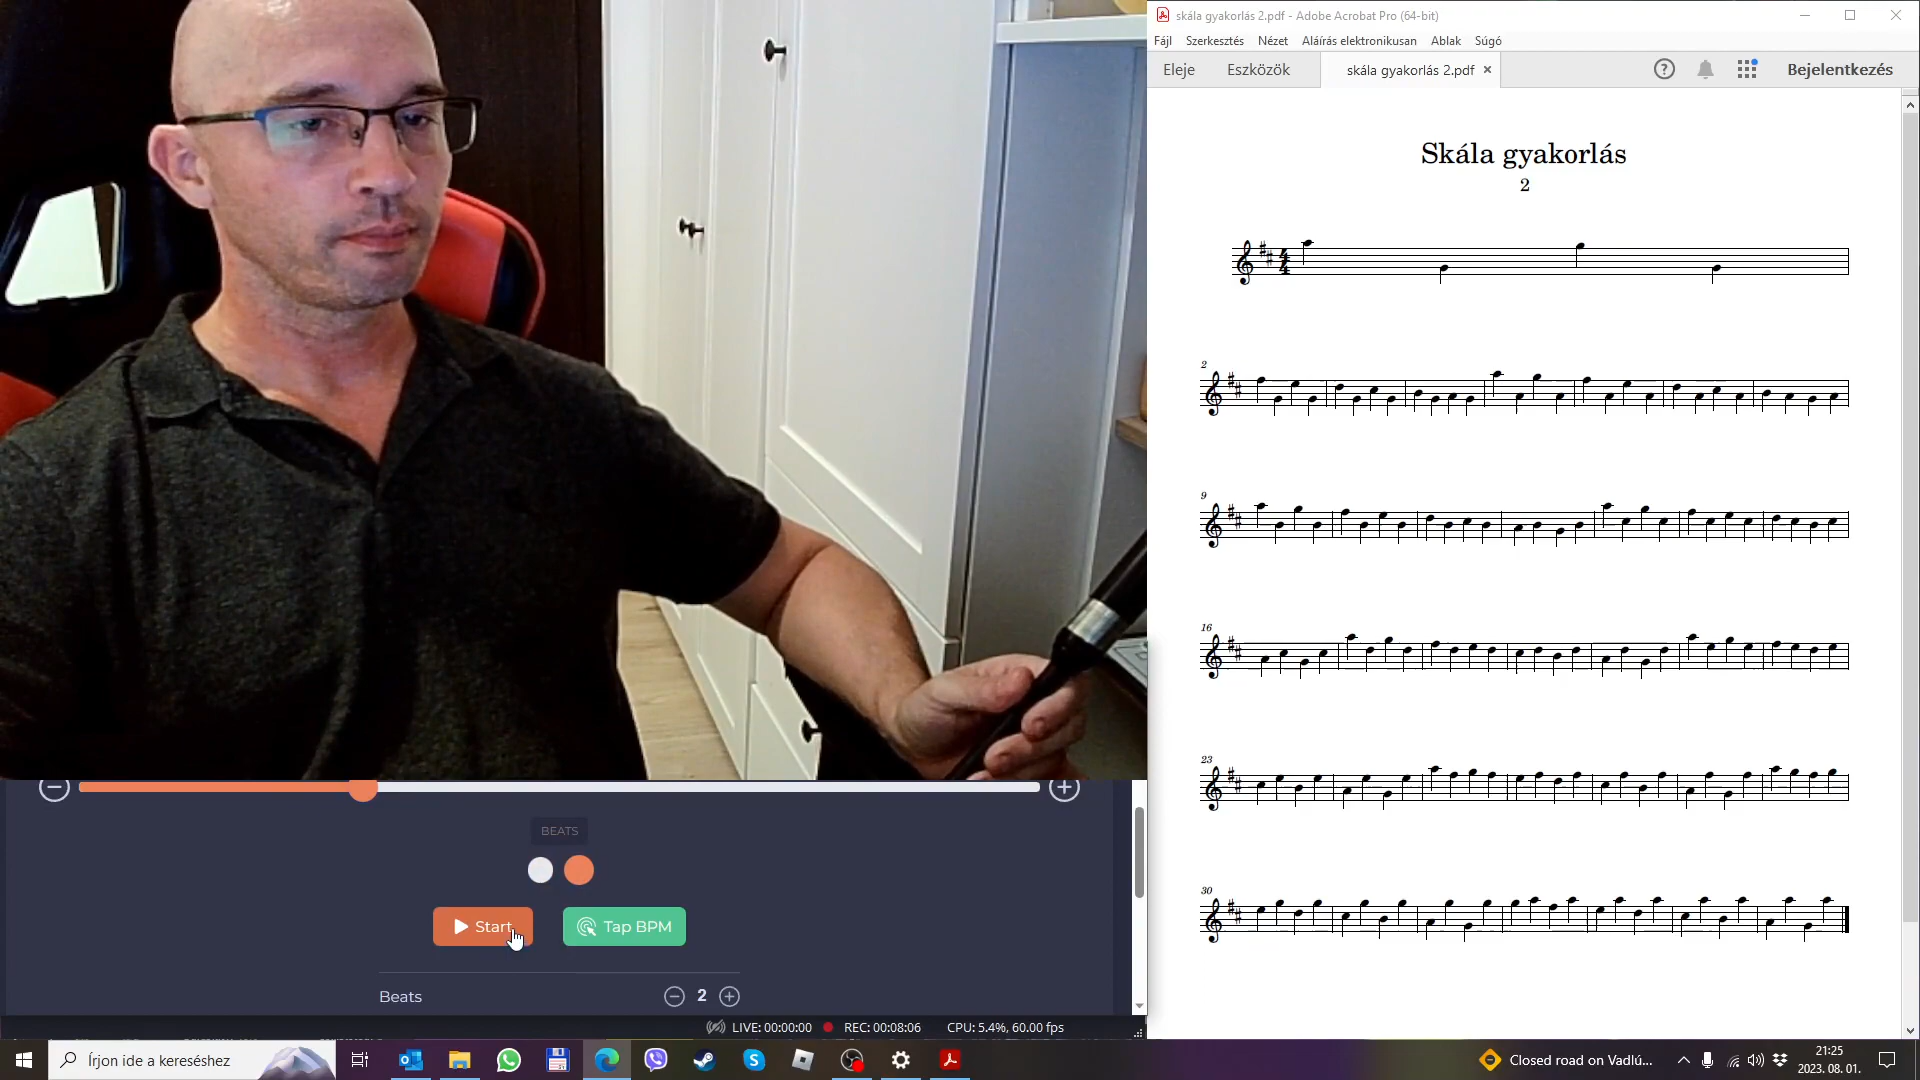 skála gyakorlás 2.pdf - Adobe Acrobat Pro (64-bit)
Fájl Szerkesztés Nézet Aláírás elektronikusan Ablak Súgó
Eleje Eszközök skála gyakorlás 2.pdf Bejelentkezés
Skála gyakorlás
2
4
4
2
9
16
23
30
BEATS
Start Tap BPM
Beats 2
LIVE: 00:00:00 REC: 00:08:06 CPU: 5.4%, 60.00 fps
Írjon ide a kereséshez
Closed road on Vadlú...
21:25
2023. 08. 01.